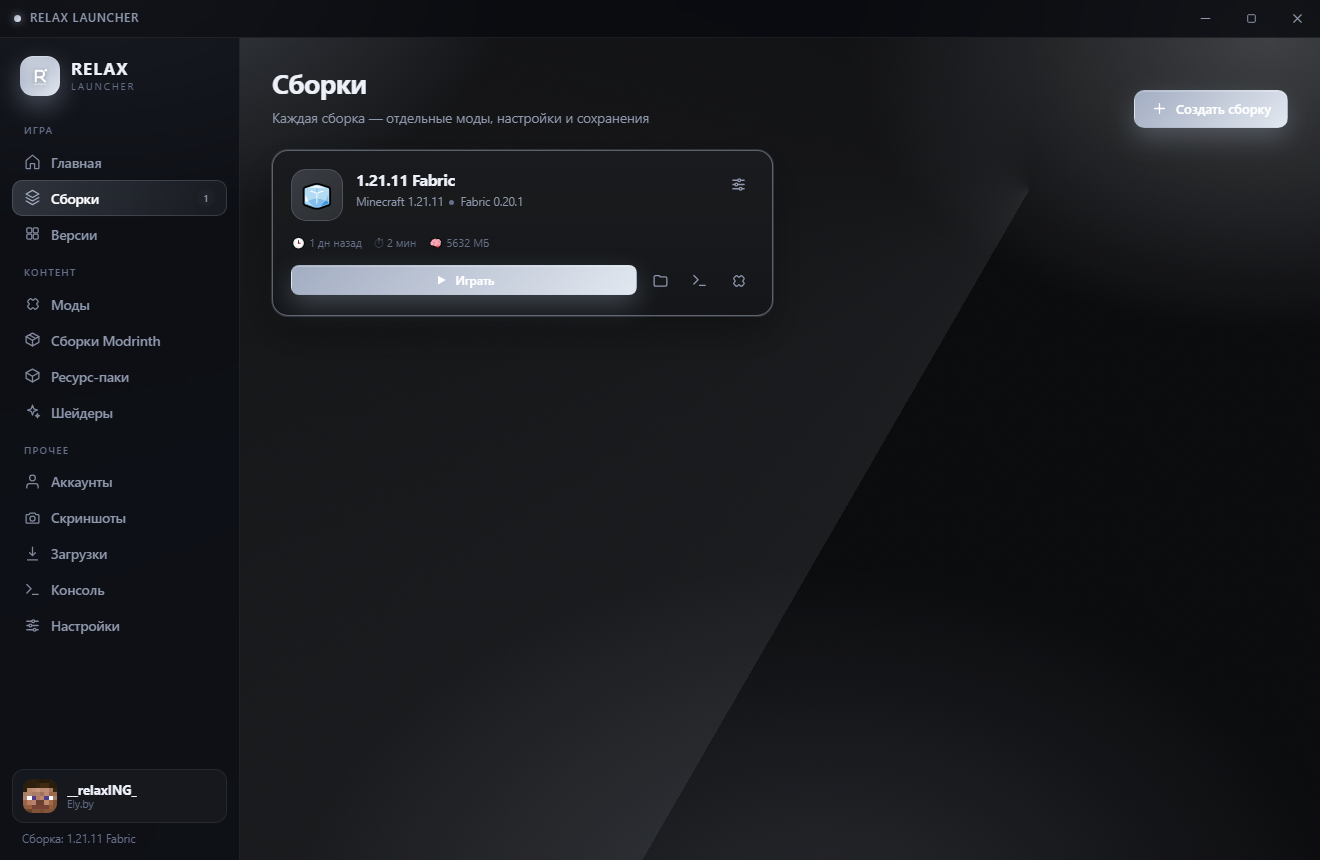 RELAX LAUNCHER
R
RELAX
LAUNCHER
ИГРА
Главная
Сборки 1
Версии
КОНТЕНТ
Моды
Сборки Modrinth
Ресурс-паки
Шейдеры
ПРОЧЕЕ
Аккаунты
Скриншоты
Загрузки
Консоль
Настройки
__relaxING_
Ely.by
Сборка: 1.21.11 Fabric
Сборки
Каждая сборка — отдельные моды, настройки и сохранения
Создать сборку
1.21.11 Fabric
Minecraft 1.21.11 • Fabric 0.20.1
1 дн назад 2 мин 5632 МБ
Играть